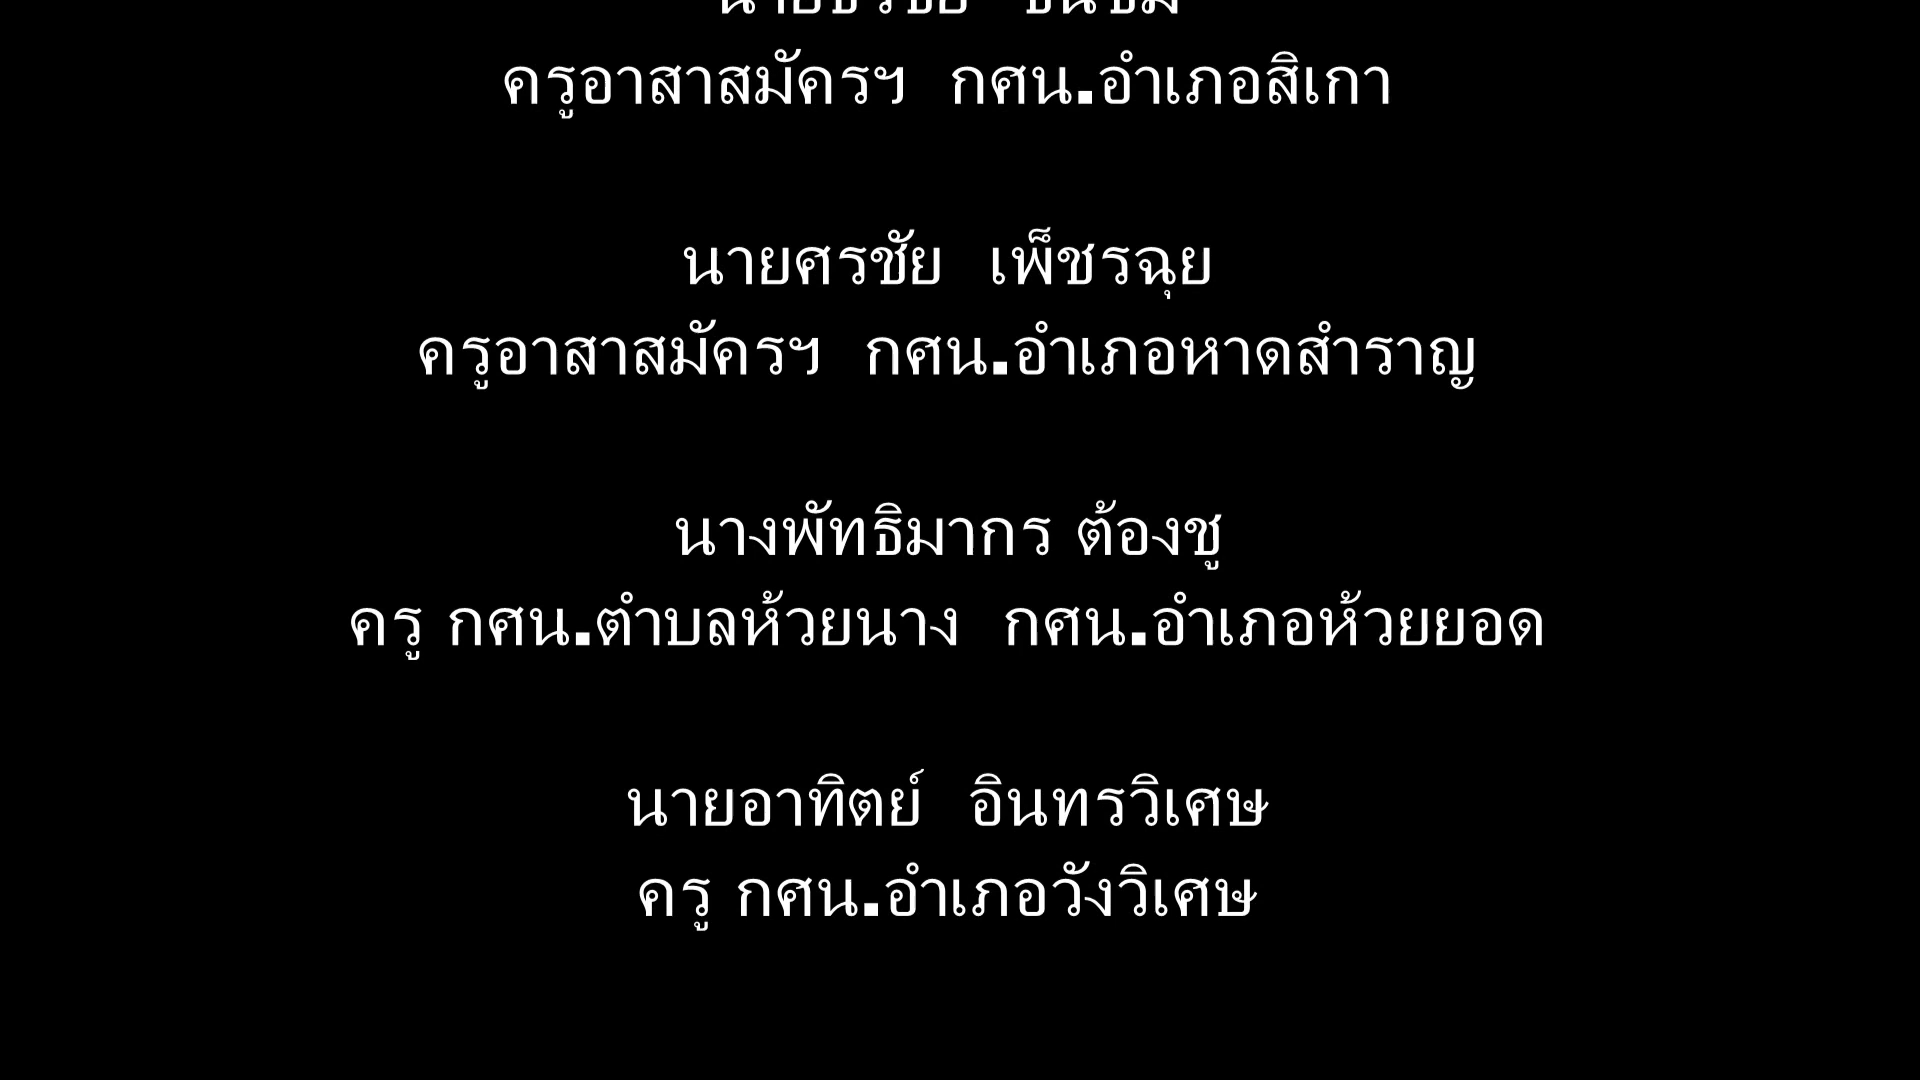 ครูอาสาสมัครฯ กศน.อำเภอสิเกา
นายศรชัย เพ็ชรฉุย
ครูอาสาสมัครฯ กศน.อำเภอหาดสำราญ
นางพัทธิมากร ต้องชู
ครู กศน.ตำบลห้วยนาง กศน.อำเภอห้วยยอด
นายอาทิตย์ อินทรวิเศษ
ครู กศน.อำเภอวังวิเศษ